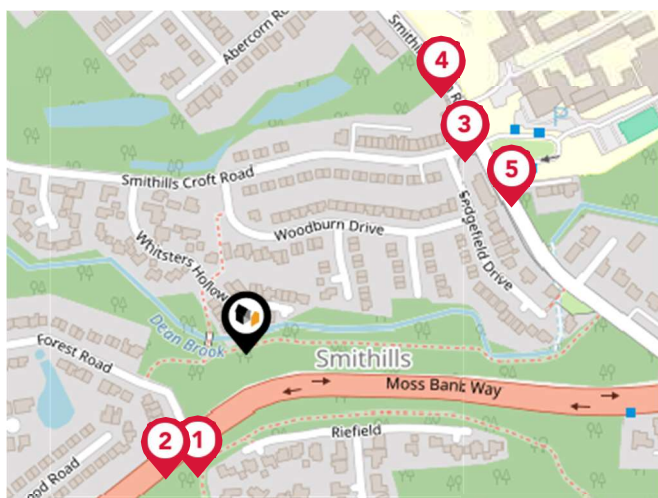 Abercorn Ro
Smithi
R
4
3
P
5
Smithills Croft Road
Sedgefield Drive
Woodburn Drive
Whitsters Hollow
Dean Brook
Smithills
Forest Road
Moss Bank Way
2
1
Riefield
ood Road